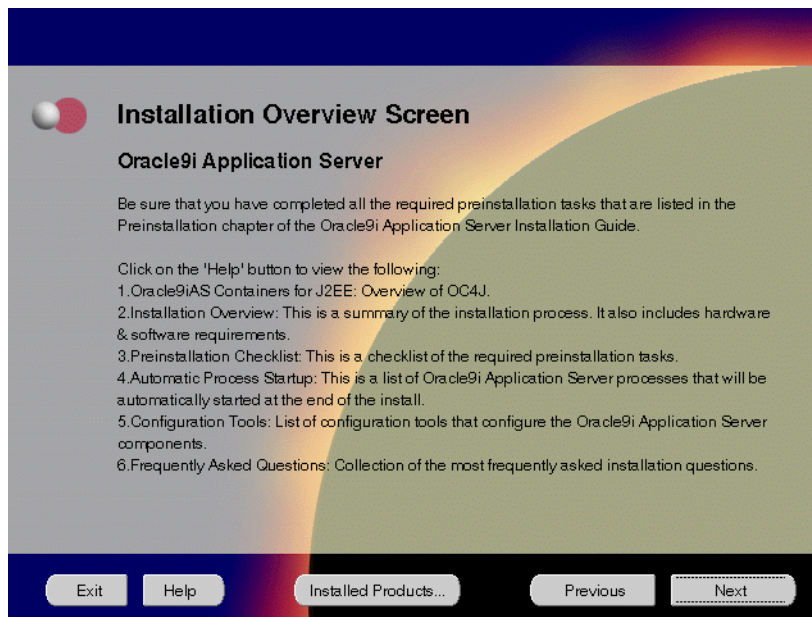 Installation Overview Screen
Oracle9i Application Server
Be sure that you have completed all the required preinstallation tasks that are listed in the
Preinstallation chapter of the Oracle9i Application Server Installation Guide.
Click on the 'Help' button to view the following:
1.Oracle9iAS Containers for J2EE: Overview of OC4J.
2.Installation Overview: This is a summary of the installation process. It also includes hardware
& software requirements.
3.Preinstallation Checklist: This is a checklist of the required preinstallation tasks.
4.Automatic Process Startup: This is a list of Oracle9i Application Server processes that will be
automatically started at the end of the install.
5.Configuration Tools: List of configuration tools that configure the Oracle9i Application Server
components.
6.Frequently Asked Questions: Collection of the most frequently asked installation questions.
Exit Help Installed Products... Previous Next